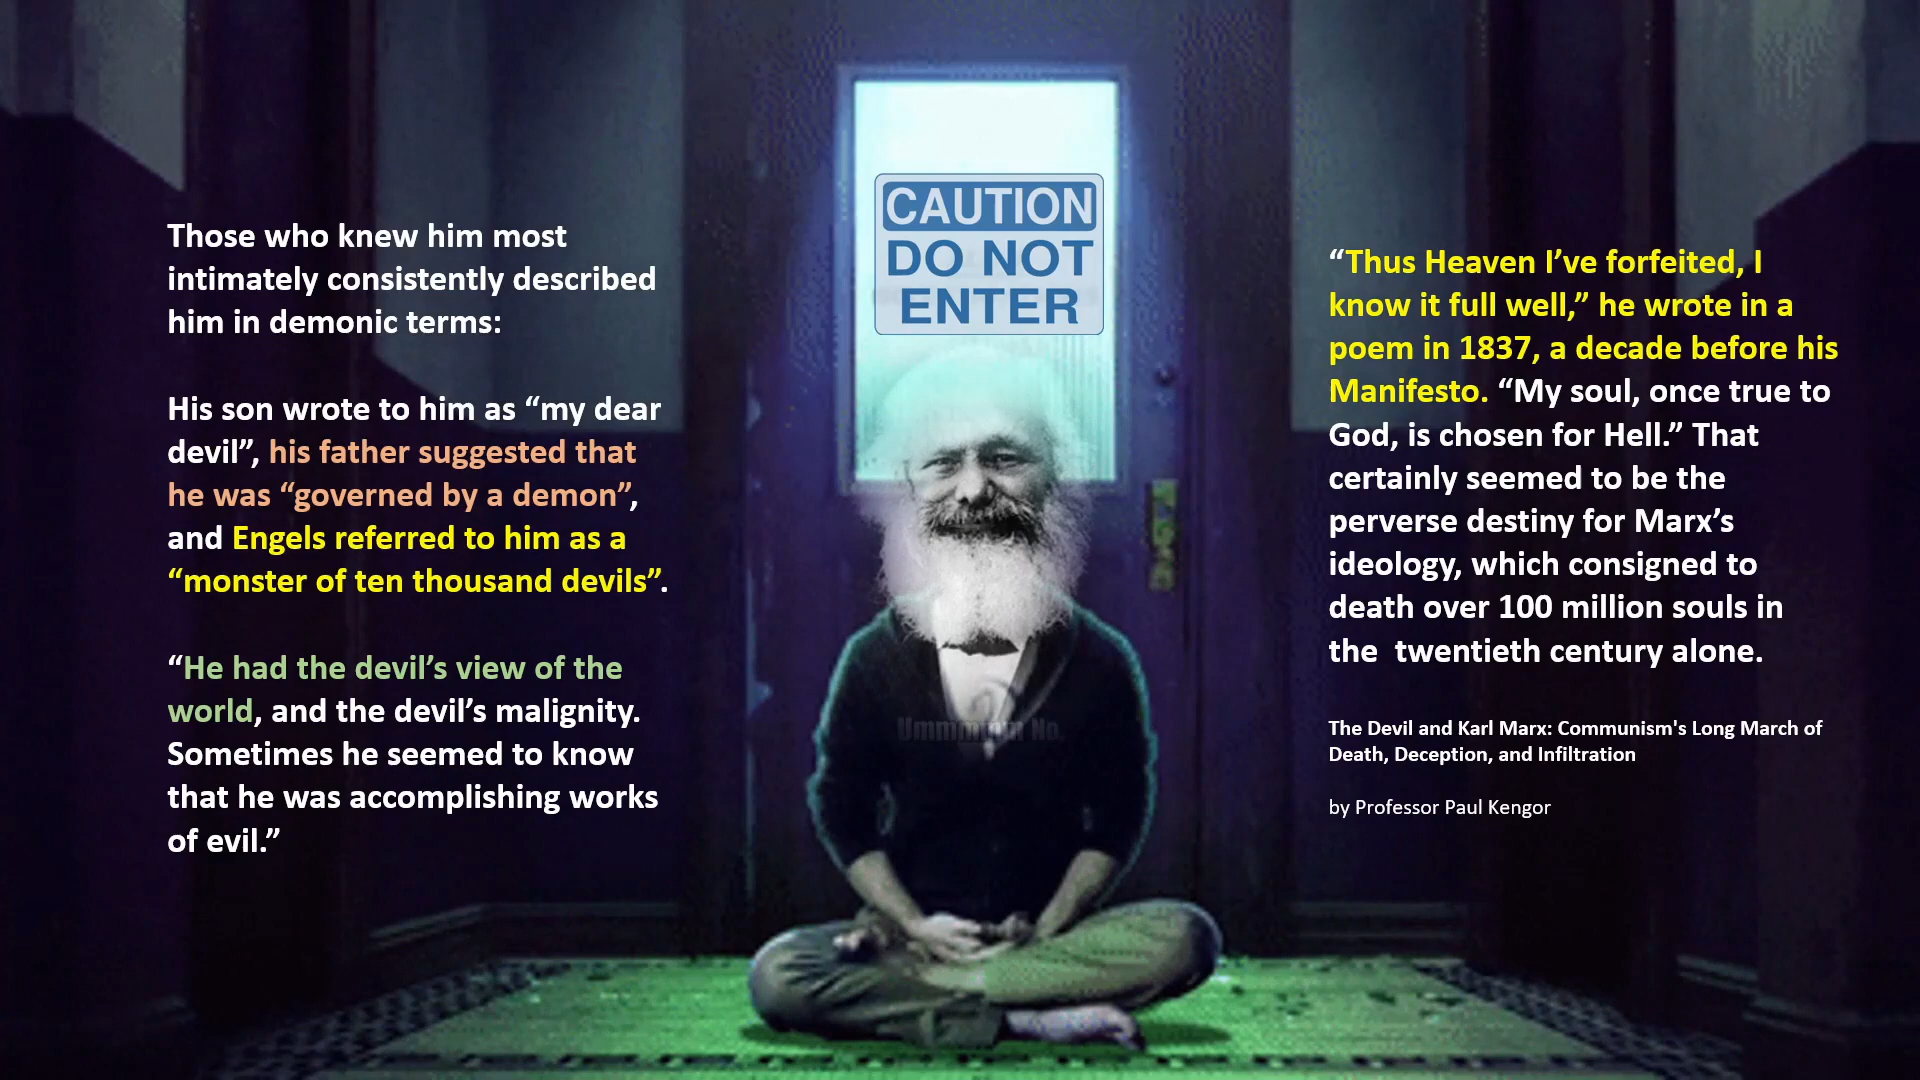 CAUTION
DO NOT
ENTER
Those who knew him most
intimately consistently described
him in demonic terms:
His son wrote to him as “my dear
devil”, his father suggested that
he was “governed by a demon”,
and Engels referred to him as a
“monster of ten thousand devils”.
“He had the devil’s view of the
world, and the devil’s malignity.
Sometimes he seemed to know
that he was accomplishing works
of evil.”
“Thus Heaven I’ve forfeited, I
know it full well,” he wrote in a
poem in 1837, a decade before his
Manifesto. “My soul, once true to
God, is chosen for Hell.” That
certainly seemed to be the
perverse destiny for Marx’s
ideology, which consigned to
death over 100 million souls in
the  twentieth century alone.
The Devil and Karl Marx: Communism's Long March of
Death, Deception, and Infiltration
by Professor Paul Kengor